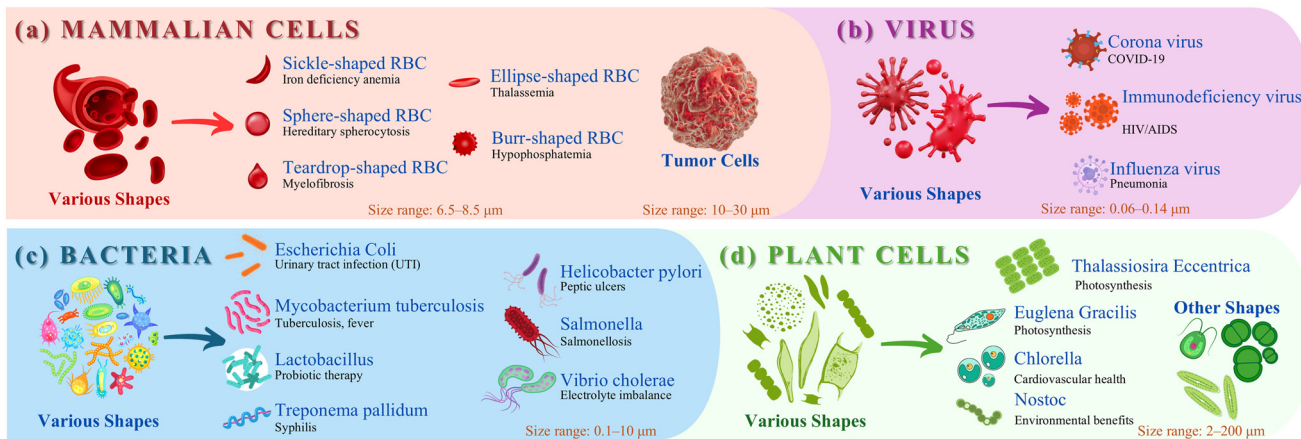 (a) MAMMALIAN CELLS
Sickle-shaped RBC
Iron deficiency anemia
Sphere-shaped RBC
Hereditary spherocytosis
Teardrop-shaped RBC
Myelofibrosis
Ellipse-shaped RBC
Thalassemia
Burr-shaped RBC
Hypophosphatemia
Various Shapes
Size range: 6.5–8.5 μm
Tumor Cells
Size range: 10–30 μm
(b) VIRUS
Corona virus
COVID-19
Immunodeficiency virus
HIV/AIDS
Influenza virus
Pneumonia
Various Shapes
Size range: 0.06–0.14 μm
(c) BACTERIA
Escherichia Coli
Urinary tract infection (UTI)
Mycobacterium tuberculosis
Tuberculosis, fever
Lactobacillus
Probiotic therapy
Treponema pallidum
Syphilis
Helicobacter pylori
Peptic ulcers
Salmonella
Salmonellosis
Vibrio cholerae
Electrolyte imbalance
Various Shapes
Size range: 0.1–10 μm
(d) PLANT CELLS
Thalassiosira Eccentrica
Photosynthesis
Euglena Gracilis
Photosynthesis
Chlorella
Cardiovascular health
Nostoc
Environmental benefits
Other Shapes
Various Shapes
Size range: 2–200 μm